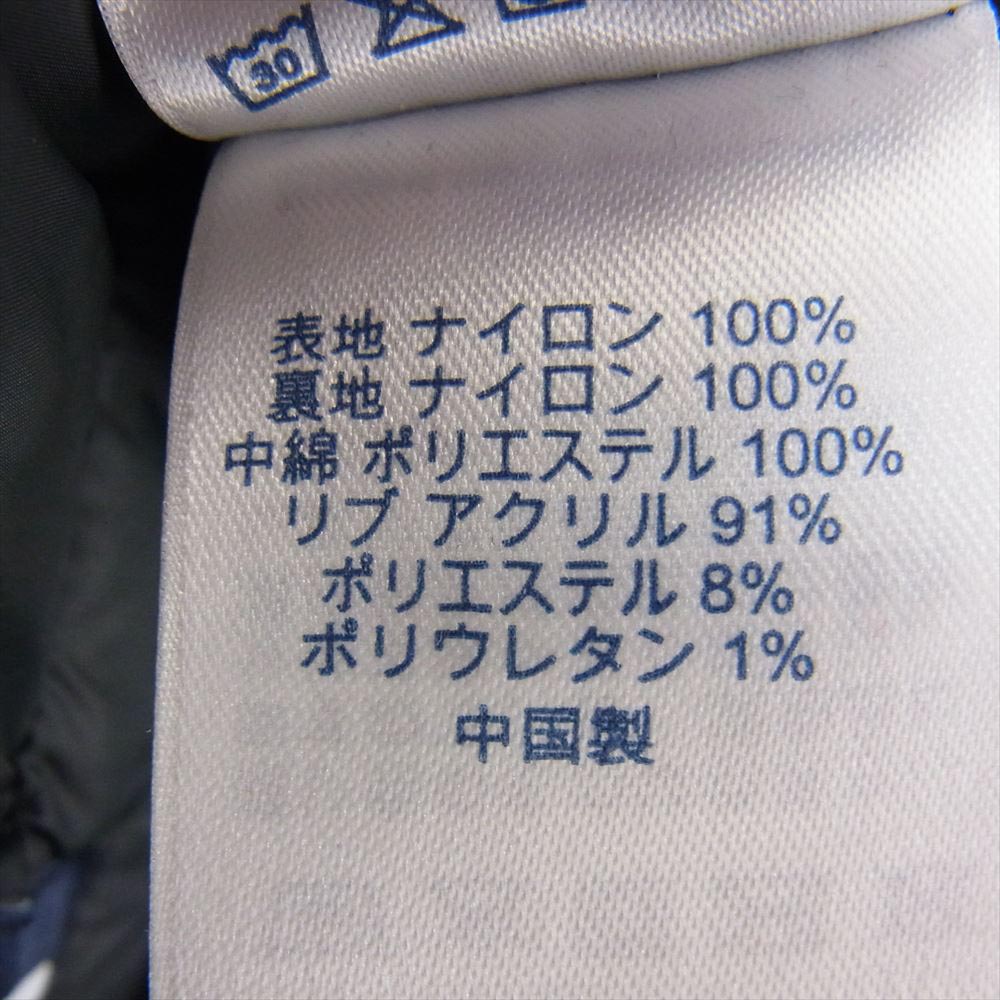 30
表地 ナイロン 100%
裏地 ナイロン 100%
中綿 ポリエステル 100%
リブ アクリル 91%
ポリエステル 8%
ポリウレタン 1%
中国製